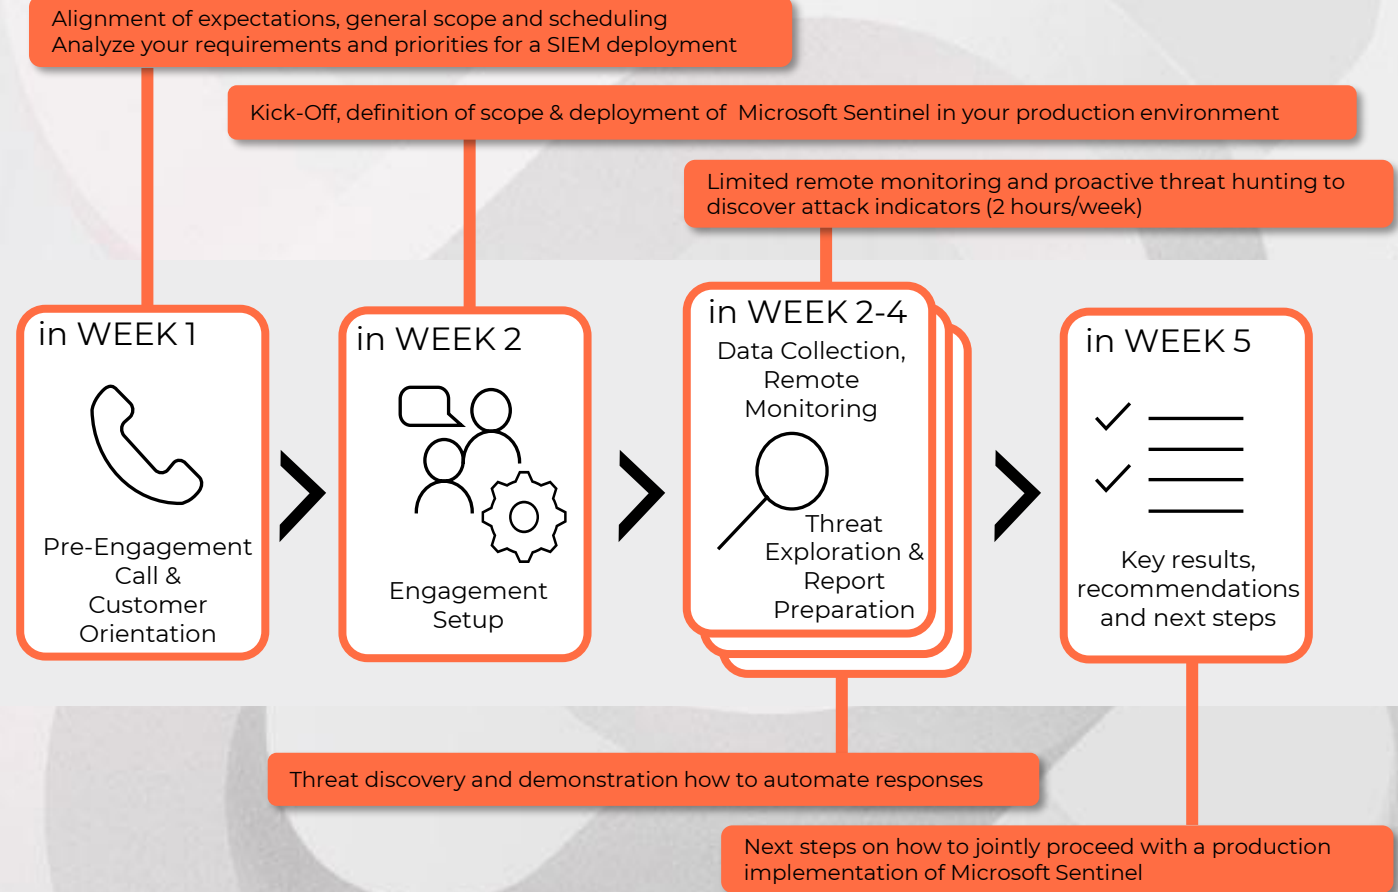 Alignment of expectations, general scope and scheduling
Analyze your requirements and priorities for a SIEM deployment
Kick-Off, definition of scope & deployment of Microsoft Sentinel in your production environment
Limited remote monitoring and proactive threat hunting to
discover attack indicators (2 hours/week)
in WEEK 1
Pre-Engagement
Call &
Customer
Orientation
in WEEK 2
Engagement
Setup
in WEEK 2-4
Data Collection,
Remote
Monitoring
Threat
Exploration &
Report
Preparation
in WEEK 5
Key results,
recommendations
and next steps
Threat discovery and demonstration how to automate responses
Next steps on how to jointly proceed with a production
implementation of Microsoft Sentinel